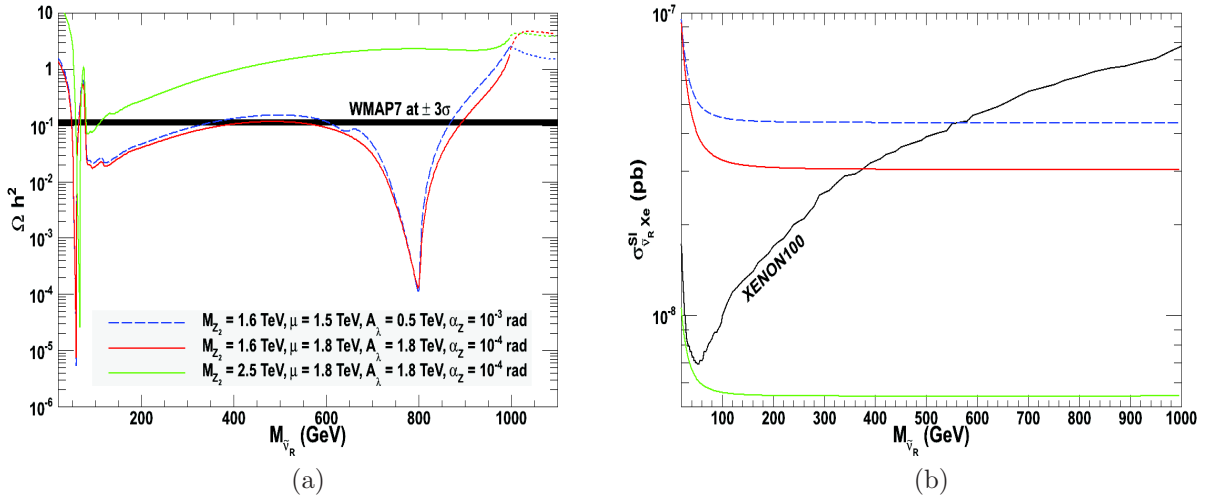 10
1
10⁻¹
10⁻²
10⁻³
10⁻⁴
10⁻⁵
10⁻⁶
Ω h²
WMAP7 at ± 3σ
M_Z₂ = 1.6 TeV, μ = 1.5 TeV, A_λ = 0.5 TeV, α_Z = 10⁻³ rad
M_Z₂ = 1.6 TeV, μ = 1.8 TeV, A_λ = 1.8 TeV, α_Z = 10⁻⁴ rad
M_Z₂ = 2.5 TeV, μ = 1.8 TeV, A_λ = 1.8 TeV, α_Z = 10⁻⁴ rad
200 400 600 800 1000
M_ν̃_R (GeV)
(a)
10⁻⁷
10⁻⁸
σ^SI_ν̃_R Xe (pb)
XENON100
100 200 300 400 500 600 700 800 900 1000
M_ν̃_R (GeV)
(b)